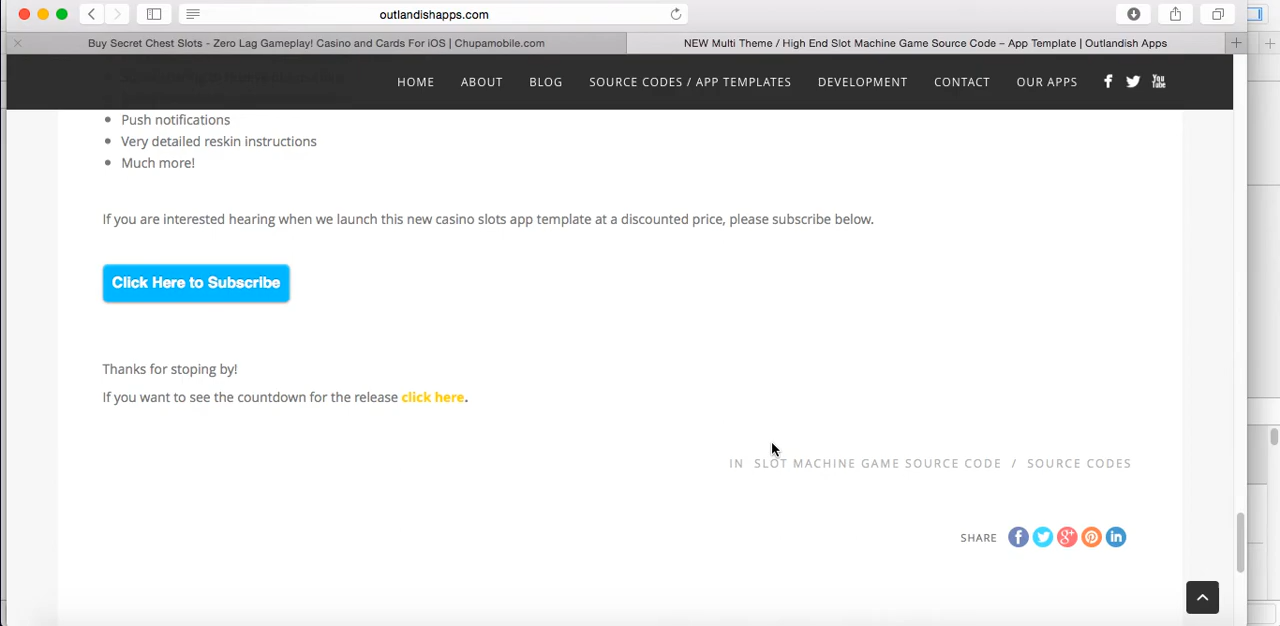 outlandishapps.com
Buy Secret Chest Slots - Zero Lag Gameplay! Casino and Cards For iOS | Chupamobile.com
NEW Multi Theme / High End Slot Machine Game Source Code – App Template | Outlandish Apps
HOME ABOUT BLOG SOURCE CODES / APP TEMPLATES DEVELOPMENT CONTACT OUR APPS
You Tube
Push notifications
Very detailed reskin instructions
Much more!
If you are interested hearing when we launch this new casino slots app template at a discounted price, please subscribe below.
Click Here to Subscribe
Thanks for stoping by!
If you want to see the countdown for the release click here.
IN SLOT MACHINE GAME SOURCE CODE / SOURCE CODES
SHARE